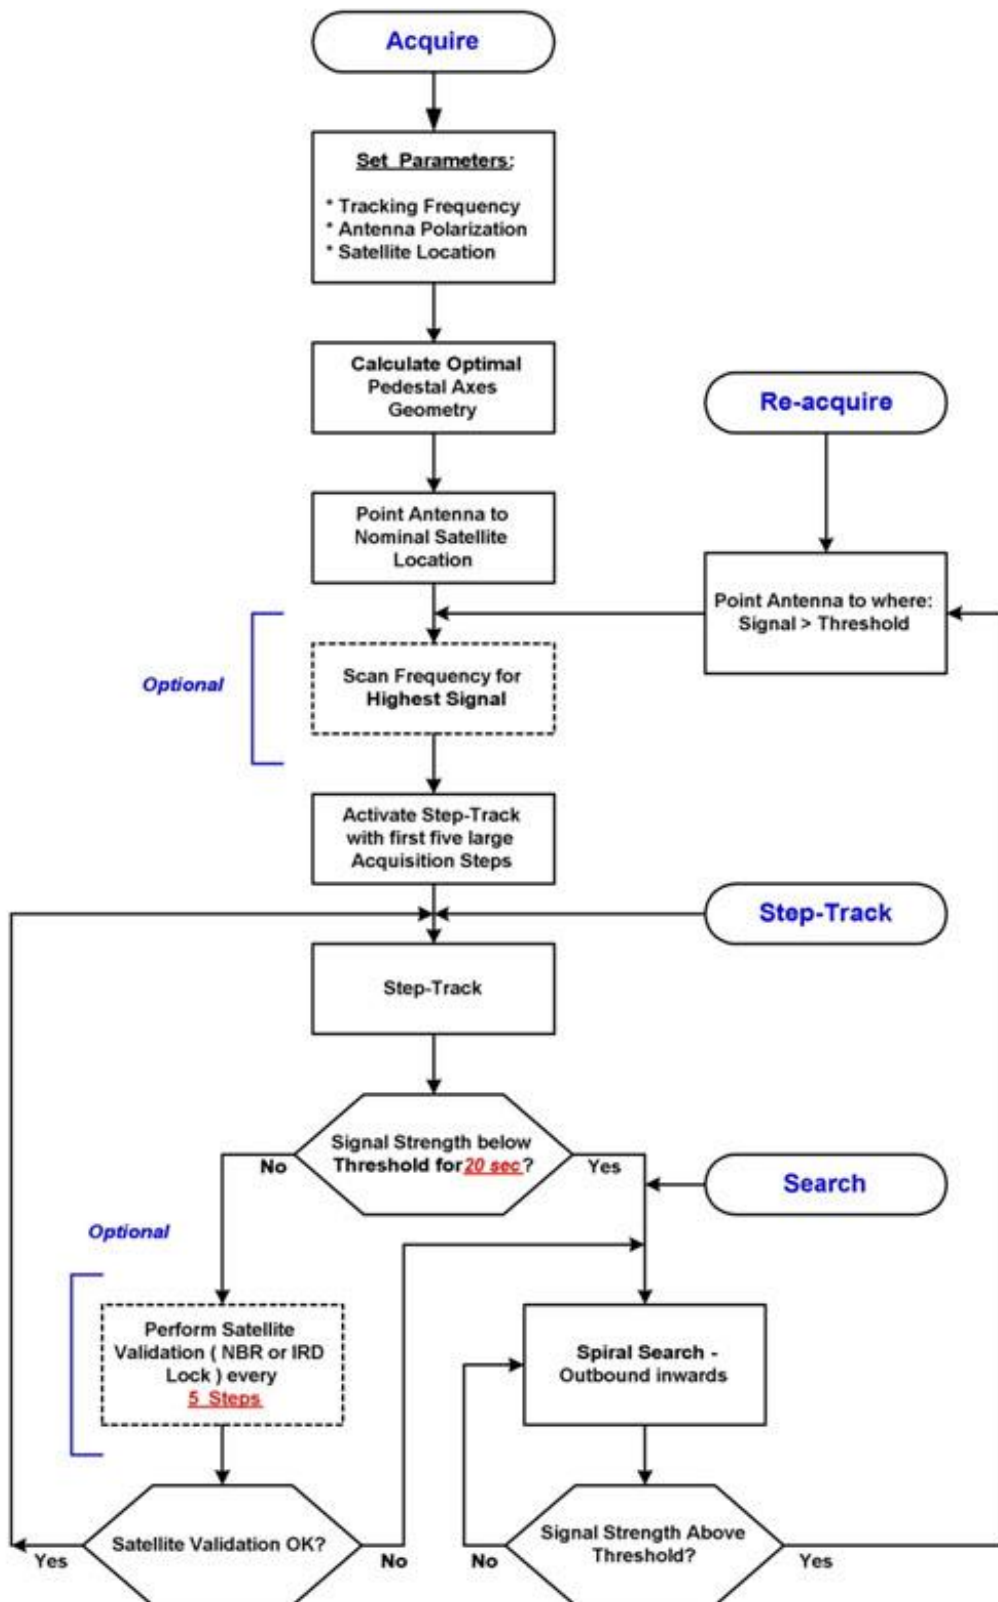 Acquire
Set Parameters:
* Tracking Frequency
* Antenna Polarization
* Satellite Location
Calculate Optimal
Pedestal Axes
Geometry
Re-acquire
Point Antenna to
Nominal Satellite
Location
Point Antenna to where:
Signal > Threshold
Optional
Scan Frequency for
Highest Signal
Activate Step-Track
with first five large
Acquisition Steps
Step-Track
Step-Track
Signal Strength below
Threshold for 20 sec ?
No
Yes
Search
Optional
Perform Satellite
Validation ( NBR or IRD
Lock ) every
5 Steps
Spiral Search -
Outbound inwards
Satellite Validation OK?
Yes
No
Signal Strength Above
Threshold?
No
Yes